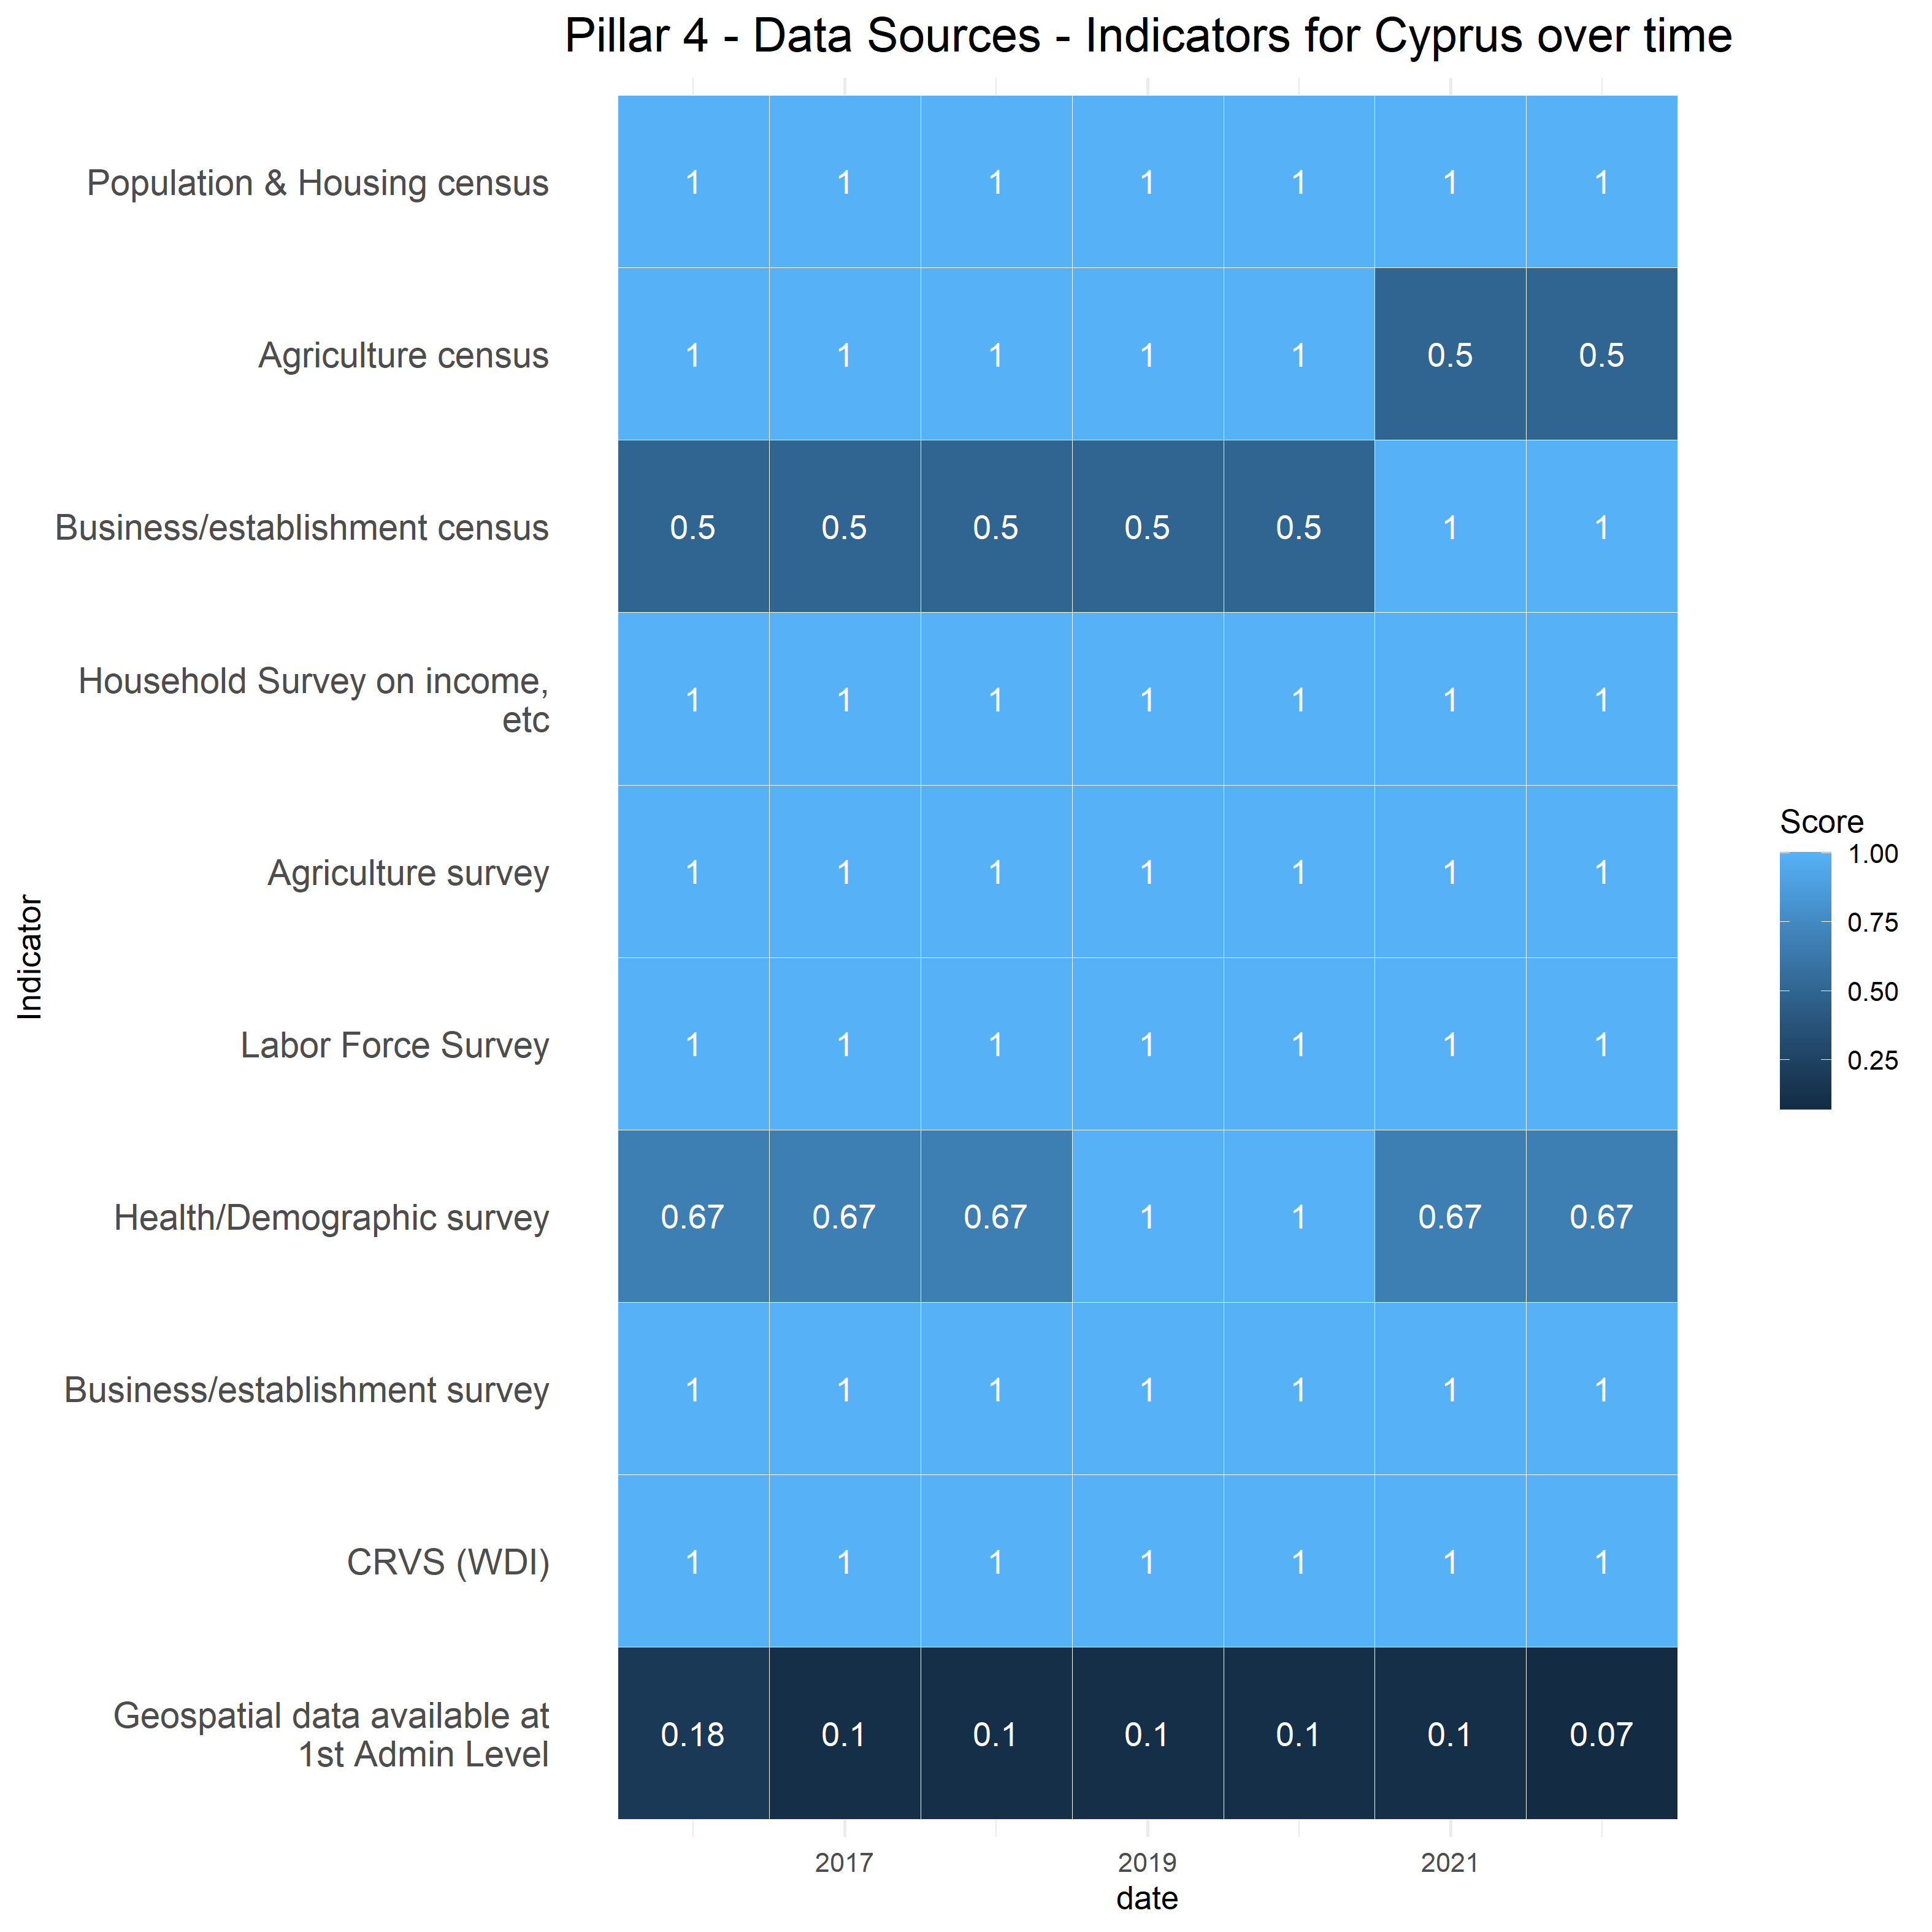 Pillar 4 - Data Sources - Indicators for Cyprus over time
Population & Housing census
1 1 1 1 1 1 1
Agriculture census
1 1 1 1 1 0.5 0.5
Business/establishment census
0.5 0.5 0.5 0.5 0.5 1 1
Household Survey on income,
etc
1 1 1 1 1 1 1
Agriculture survey
1 1 1 1 1 1 1
Labor Force Survey
1 1 1 1 1 1 1
Health/Demographic survey
0.67 0.67 0.67 1 1 0.67 0.67
Business/establishment survey
1 1 1 1 1 1 1
CRVS (WDI)
1 1 1 1 1 1 1
Geospatial data available at
1st Admin Level
0.18 0.1 0.1 0.1 0.1 0.1 0.07
2017 2019 2021
date
Indicator
Score
1.00
0.75
0.50
0.25